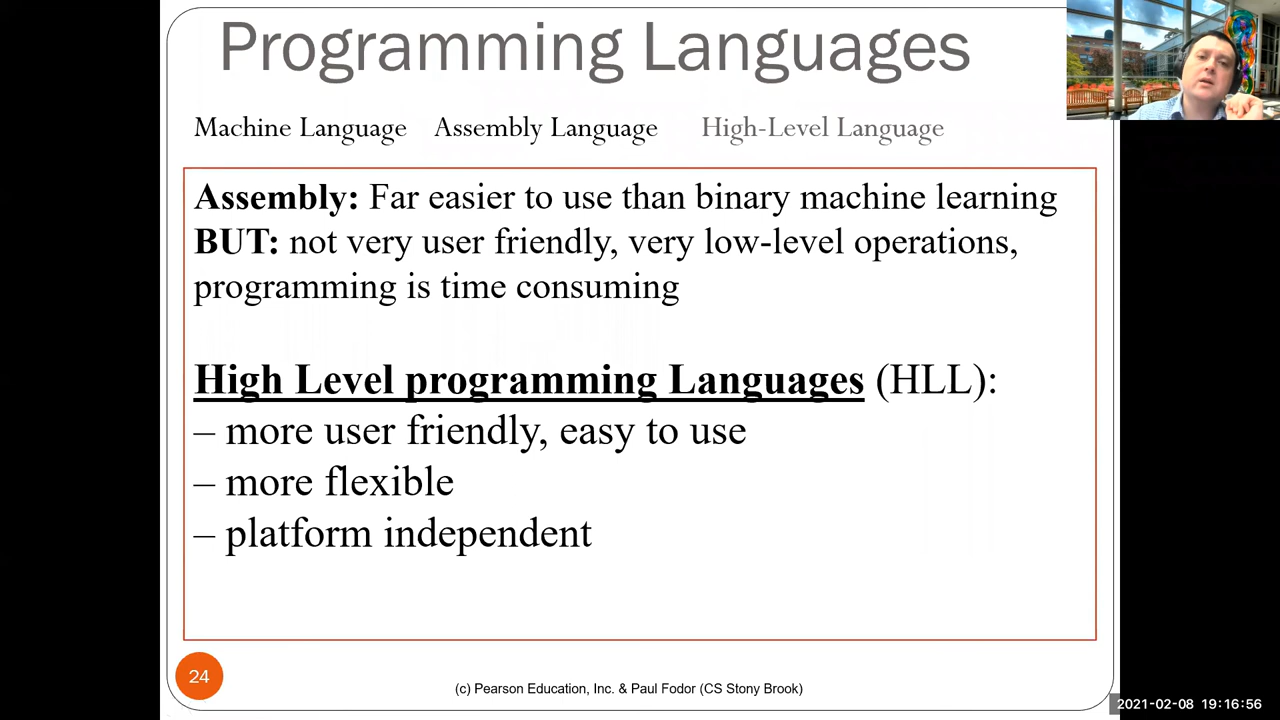 Programming Languages
Machine Language Assembly Language High-Level Language
Assembly: Far easier to use than binary machine learning
BUT: not very user friendly, very low-level operations,
programming is time consuming
High Level programming Languages (HLL):
– more user friendly, easy to use
– more flexible
– platform independent
24
(c) Pearson Education, Inc. & Paul Fodor (CS Stony Brook)
2021-02-08 19:16:56